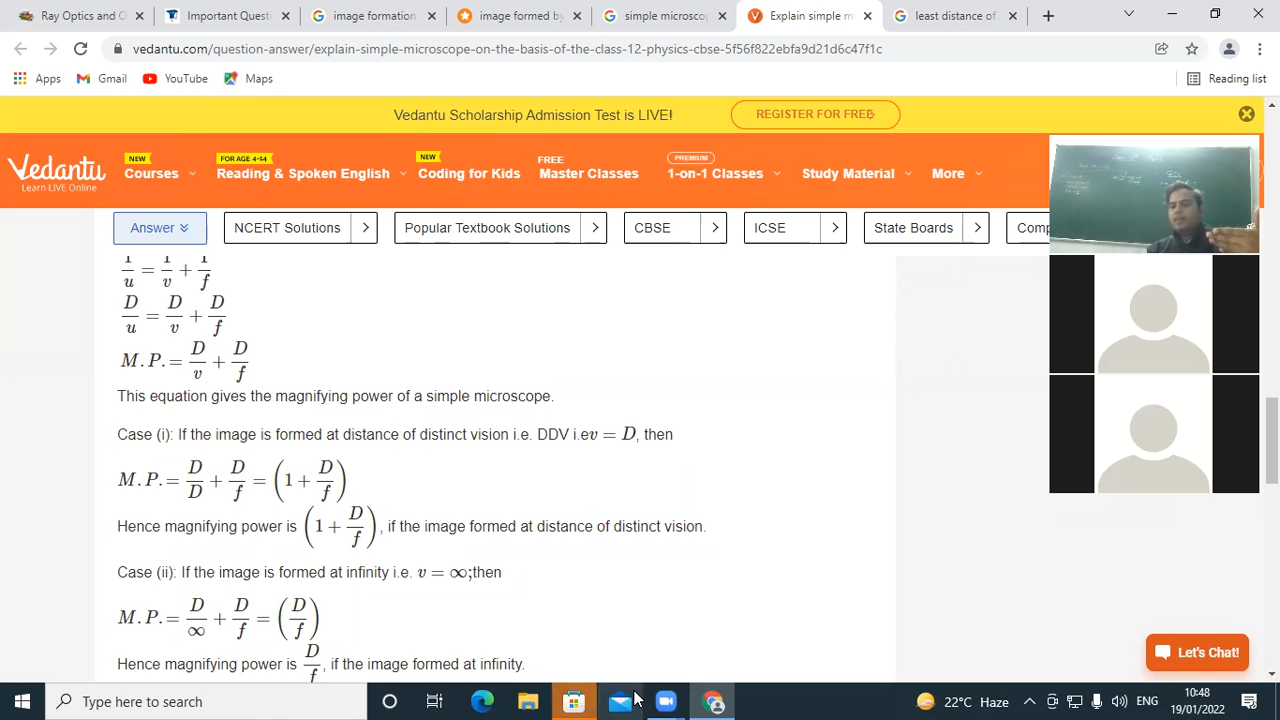 Ray Optics and O
Important Quest
image formation
image formed by
simple microscop
Explain simple m
least distance of
vedantu.com/question-answer/explain-simple-microscope-on-the-basis-of-the-class-12-physics-cbse-5f56f822ebfa9d21d6c47f1c
Apps Gmail YouTube Maps Reading list
Vedantu Scholarship Admission Test is LIVE! REGISTER FOR FREE
Vedantu
Learn LIVE Online
NEW
Courses
FOR AGE 4-14
Reading & Spoken English
NEW
Coding for Kids
FREE
Master Classes
PREMIUM
1-on-1 Classes
Study Material
More
Answer NCERT Solutions Popular Textbook Solutions CBSE ICSE State Boards Comp
1/u = 1/v + 1/f
D/u = D/v + D/f
M.P. = D/v + D/f
This equation gives the magnifying power of a simple microscope.
Case (i): If the image is formed at distance of distinct vision i.e. DDV i.e v = D, then
M.P. = D/D + D/f = (1 + D/f)
Hence magnifying power is (1 + D/f), if the image formed at distance of distinct vision.
Case (ii): If the image is formed at infinity i.e. v = ∞; then
M.P. = D/∞ + D/f = (D/f)
Hence magnifying power is D/f, if the image formed at infinity.
Let's Chat!
Type here to search
22°C Haze
ENG
10:48
19/01/2022